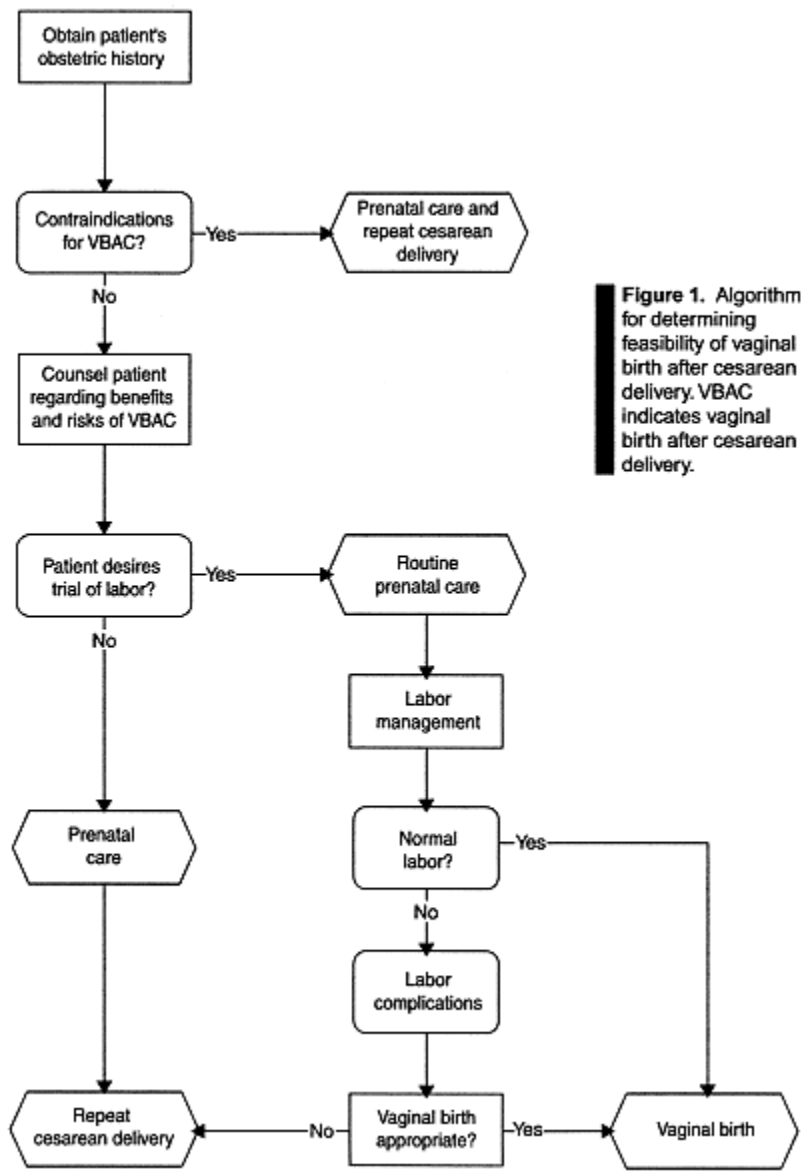 Obtain patient's
obstetric history
Contraindications
for VBAC?
Yes
Prenatal care and
repeat cesarean
delivery
No
Figure 1. Algorithm
for determining
feasibility of vaginal
birth after cesarean
delivery. VBAC
indicates vaginal
birth after cesarean
delivery.
Counsel patient
regarding benefits
and risks of VBAC
Patient desires
trial of labor?
Yes
Routine
prenatal care
No
Labor
management
Prenatal
care
Normal
labor?
Yes
No
Labor
complications
Repeat
cesarean delivery
No
Vaginal birth
appropriate?
Yes
Vaginal birth